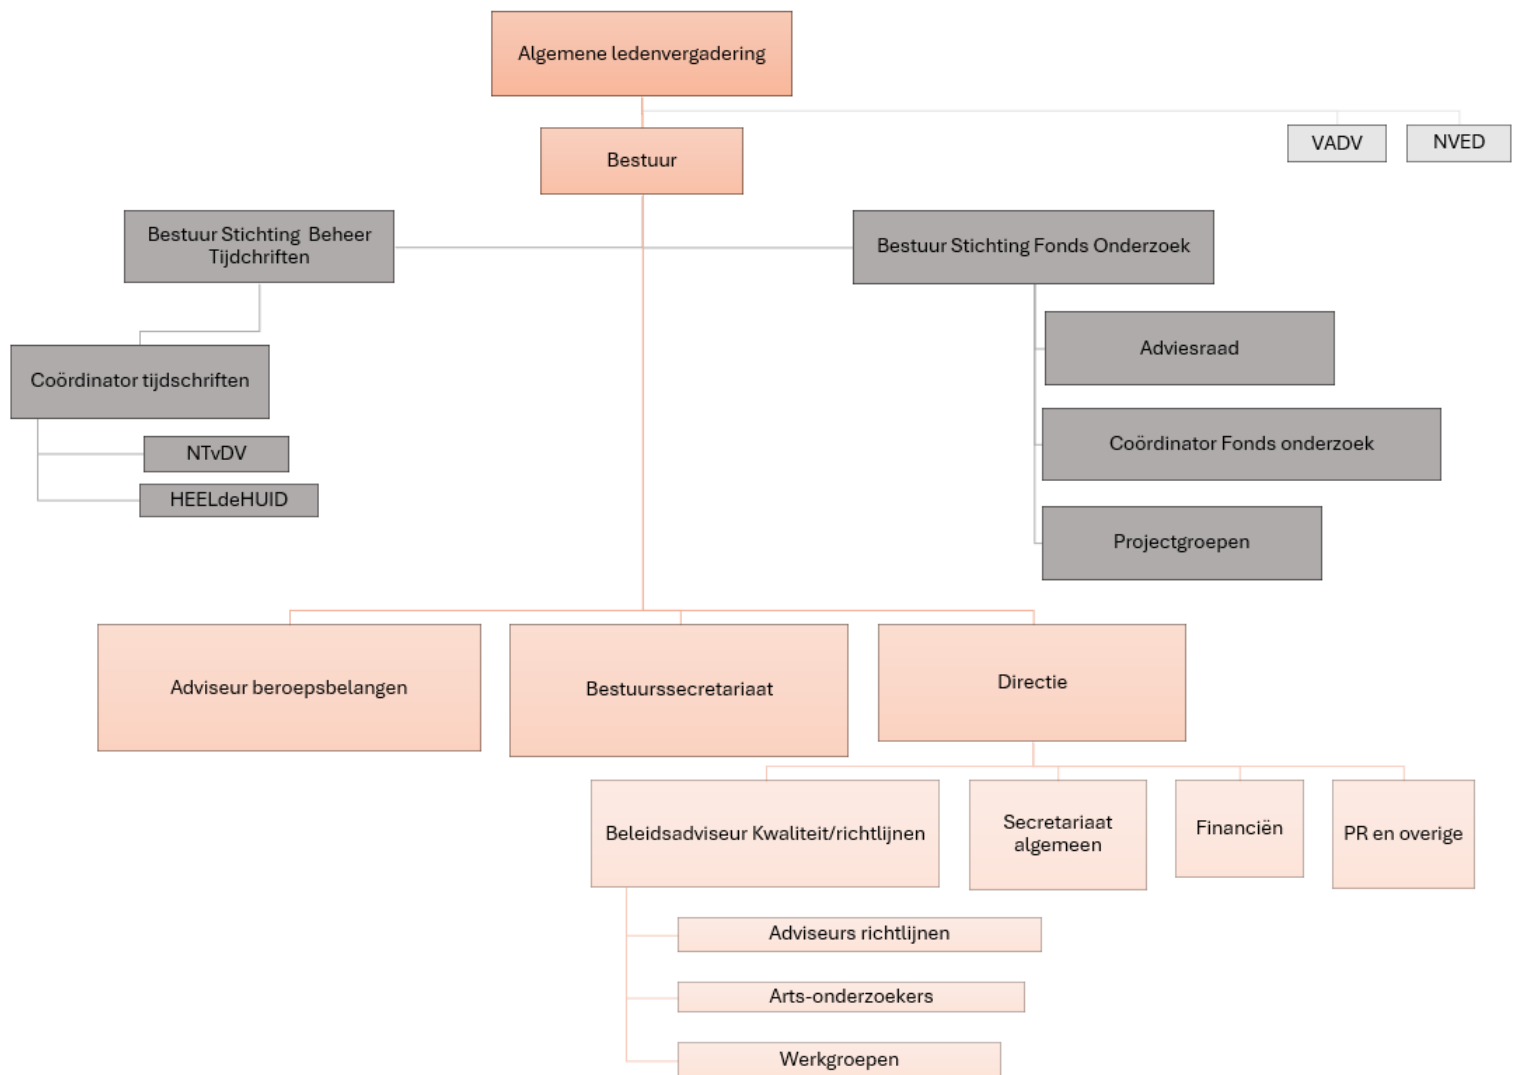 Algemene ledenvergadering
VADV
NVED
Bestuur
Bestuur Stichting Beheer
Tijdchriften
Bestuur Stichting Fonds Onderzoek
Adviesraad
Coördinator tijdschriften
Coördinator Fonds onderzoek
NTvDV
HEELdeHUID
Projectgroepen
Adviseur beroepsbelangen
Bestuurssecretariaat
Directie
Beleidsadviseur Kwaliteit/richtlijnen
Secretariaat
algemeen
Financiën
PR en overige
Adviseurs richtlijnen
Arts-onderzoekers
Werkgroepen